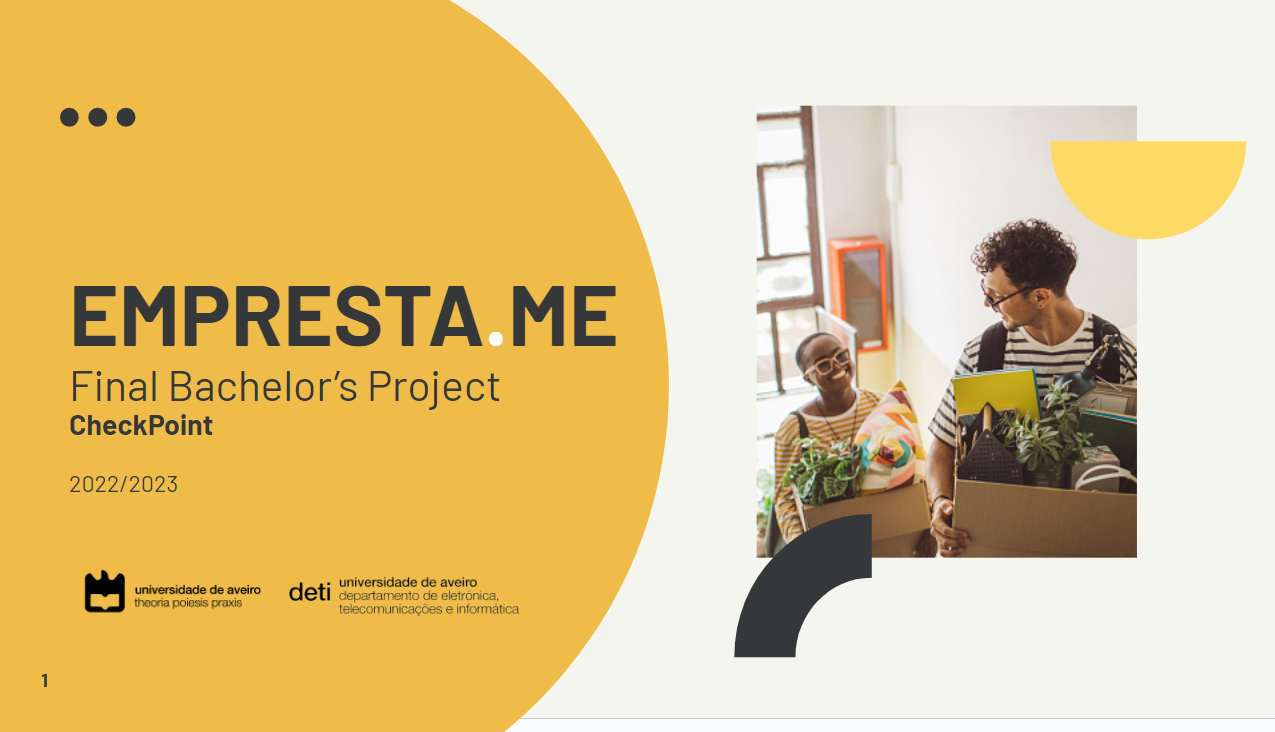 EMPRESTA.ME
Final Bachelor’s Project
CheckPoint
2022/2023
universidade de aveiro
theoria poiesis praxis
deti
universidade de aveiro
departamento de eletrónica,
telecomunicações e informática
1